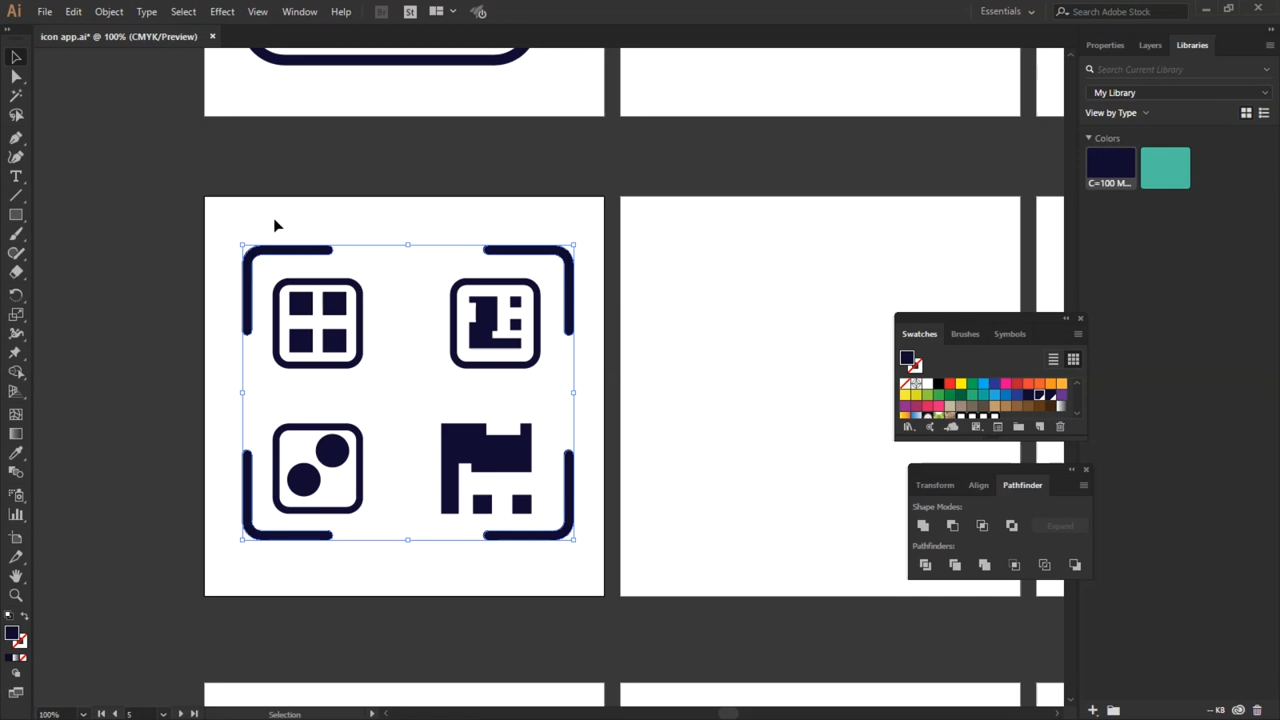 Ai File Edit Object Type Select Effect View Window Help Br St Essentials Search Adobe Stock
icon app.ai* @ 100% (CMYK/Preview)
Properties Layers Libraries
Search Current Library
My Library
View by Type
Colors
C=100 M...
Swatches Brushes Symbols
Transform Align Pathfinder
Shape Modes:
Expand
Pathfinders:
100% 5 Selection -- KB